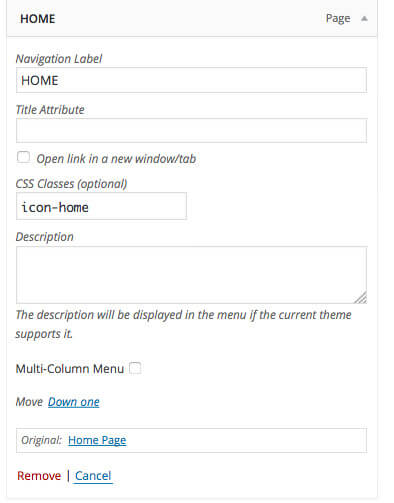 HOME Page
Navigation Label
HOME
Title Attribute
Open link in a new window/tab
CSS Classes (optional)
icon-home
Description
The description will be displayed in the menu if the current theme
supports it.
Multi-Column Menu
Move Down one
Original: Home Page
Remove | Cancel